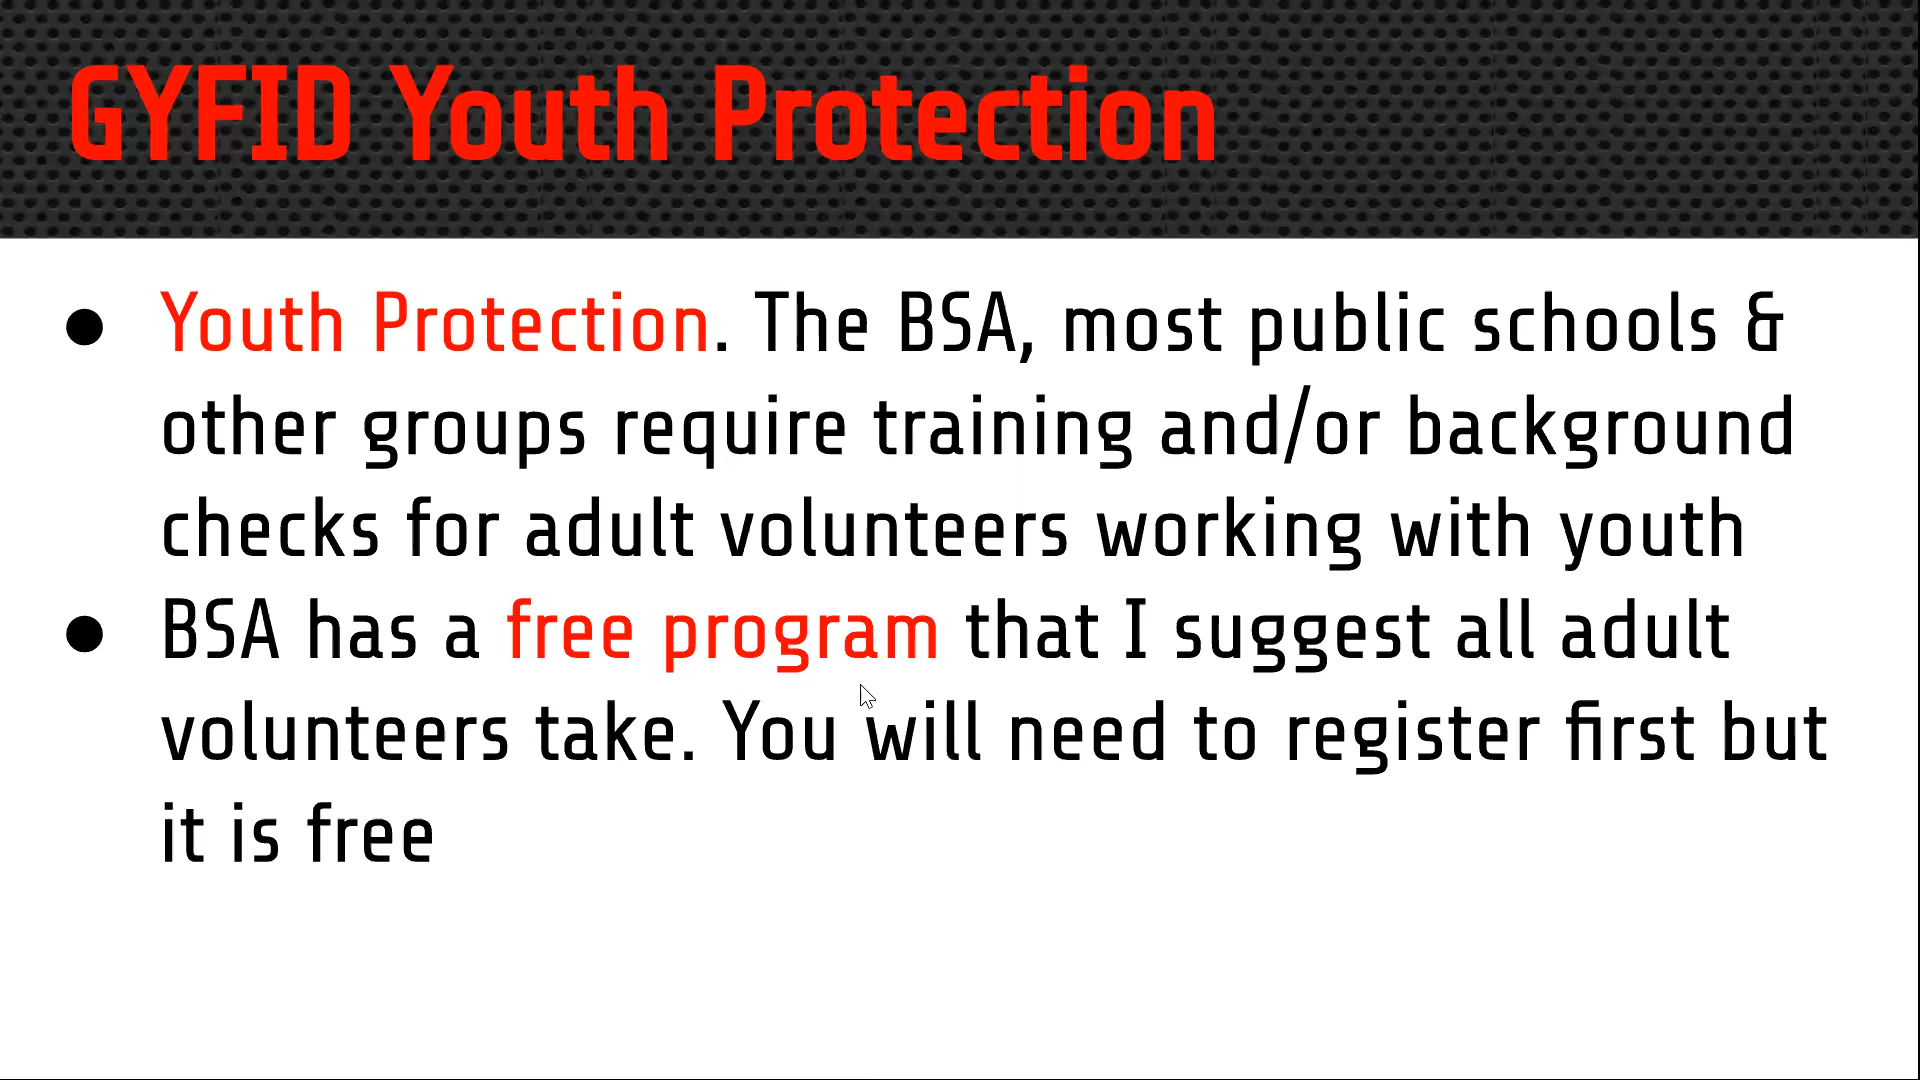 GYFID Youth Protection
● Youth Protection. The BSA, most public schools &
other groups require training and/or background
checks for adult volunteers working with youth
● BSA has a free program that I suggest all adult
volunteers take. You will need to register first but
it is free